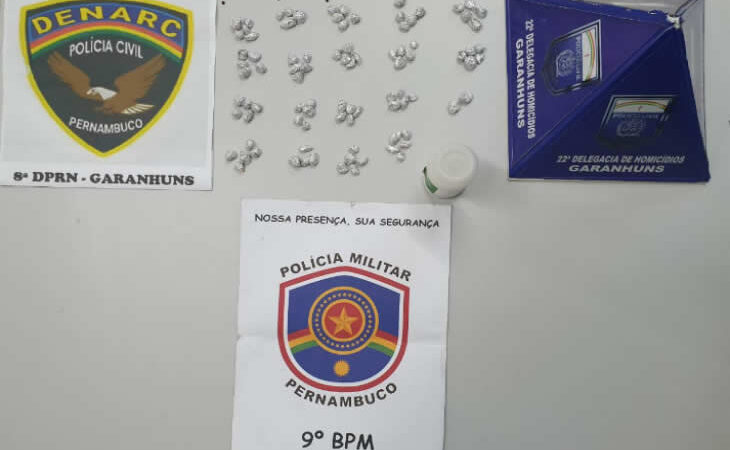 DENARC
POLÍCIA CIVIL
PERNAMBUCO
8ª DPRN - GARANHUNS
22ª DELEGACIA DE HOMICÍDIOS
GARANHUNS
22ª DELEGACIA DE HOMICÍDIOS
GARANHUNS
NOSSA PRESENÇA, SUA SEGURANÇA
POLÍCIA MILITAR
PERNAMBUCO
9º BPM